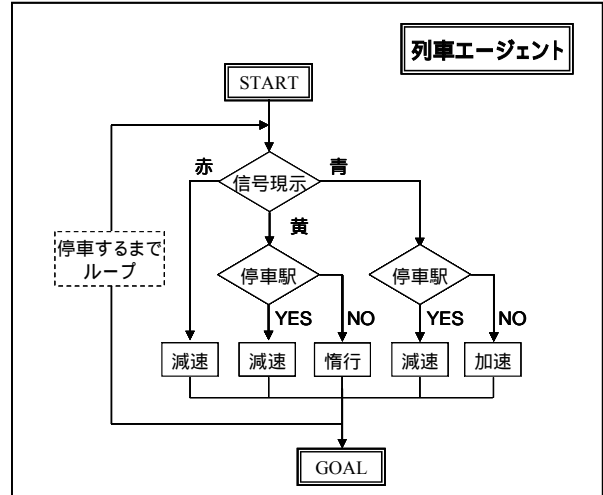 列車エージェント
START
赤
信号現示
青
黄
停車するまで
ループ
停車駅
停車駅
YES
NO
YES
NO
減速
減速
惰行
減速
加速
GOAL